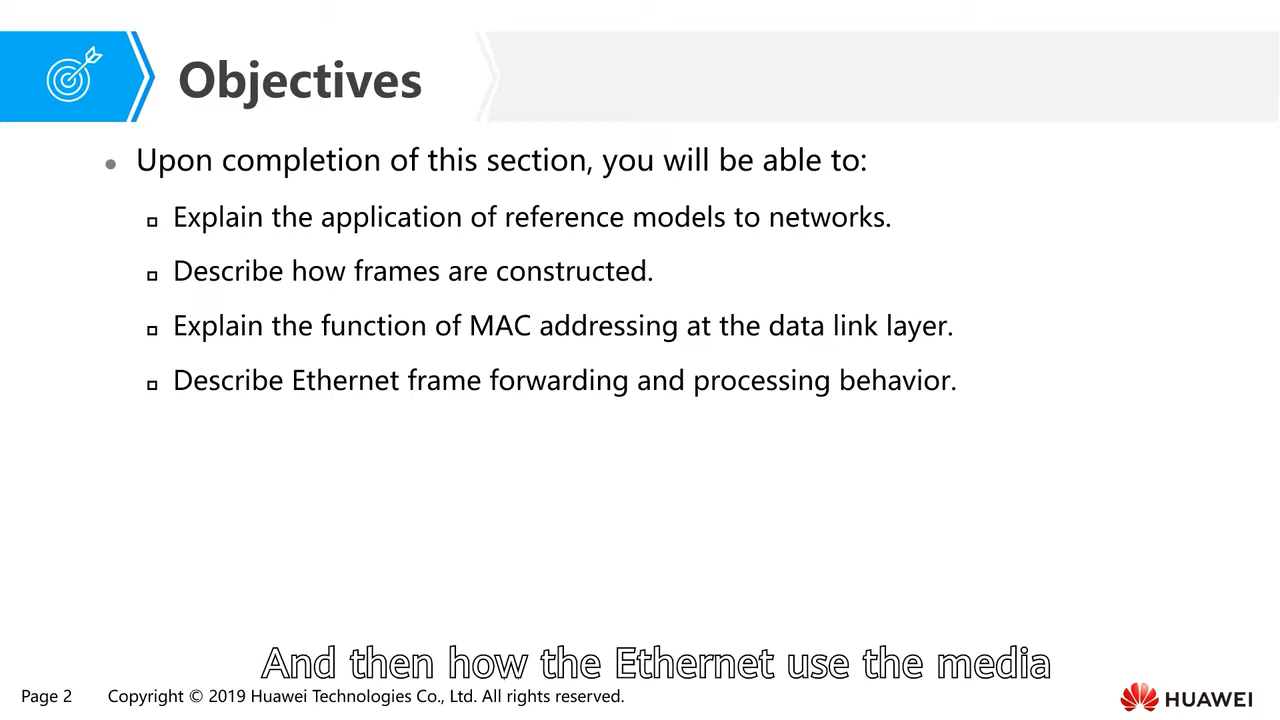 Objectives
Upon completion of this section, you will be able to:
Explain the application of reference models to networks.
Describe how frames are constructed.
Explain the function of MAC addressing at the data link layer.
Describe Ethernet frame forwarding and processing behavior.
And then how the Ethernet use the media
Page 2 Copyright © 2019 Huawei Technologies Co., Ltd. All rights reserved.
HUAWEI